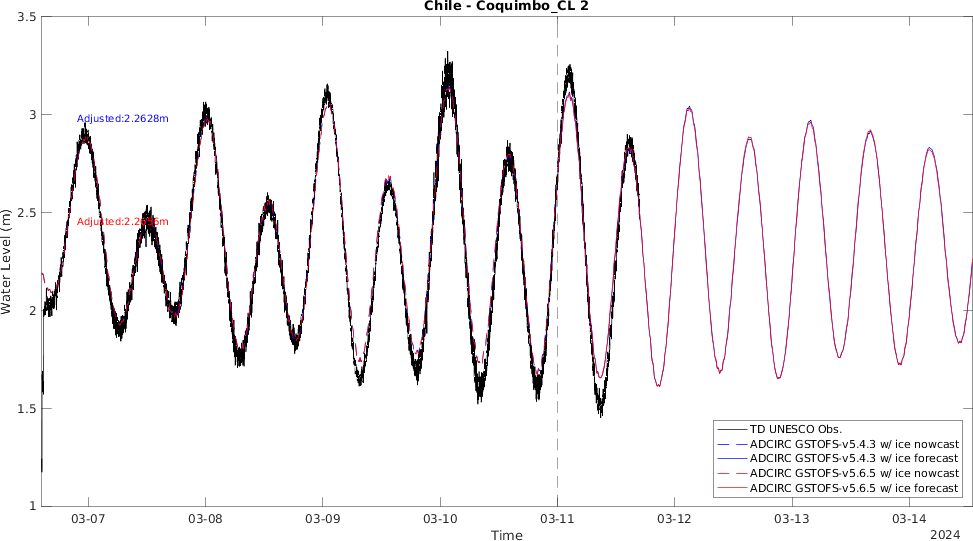 Chile - Coquimbo_CL 2
3.5
3
2.5
2
1.5
1
Water Level (m)
Adjusted:2.2628m
03-07
03-08
03-09
03-10
03-11
03-12
03-13
03-14
Time
2024
TD UNESCO Obs.
ADCIRC GSTOFS-v5.4.3 w/ ice nowcast
ADCIRC GSTOFS-v5.4.3 w/ ice forecast
ADCIRC GSTOFS-v5.6.5 w/ ice nowcast
ADCIRC GSTOFS-v5.6.5 w/ ice forecast